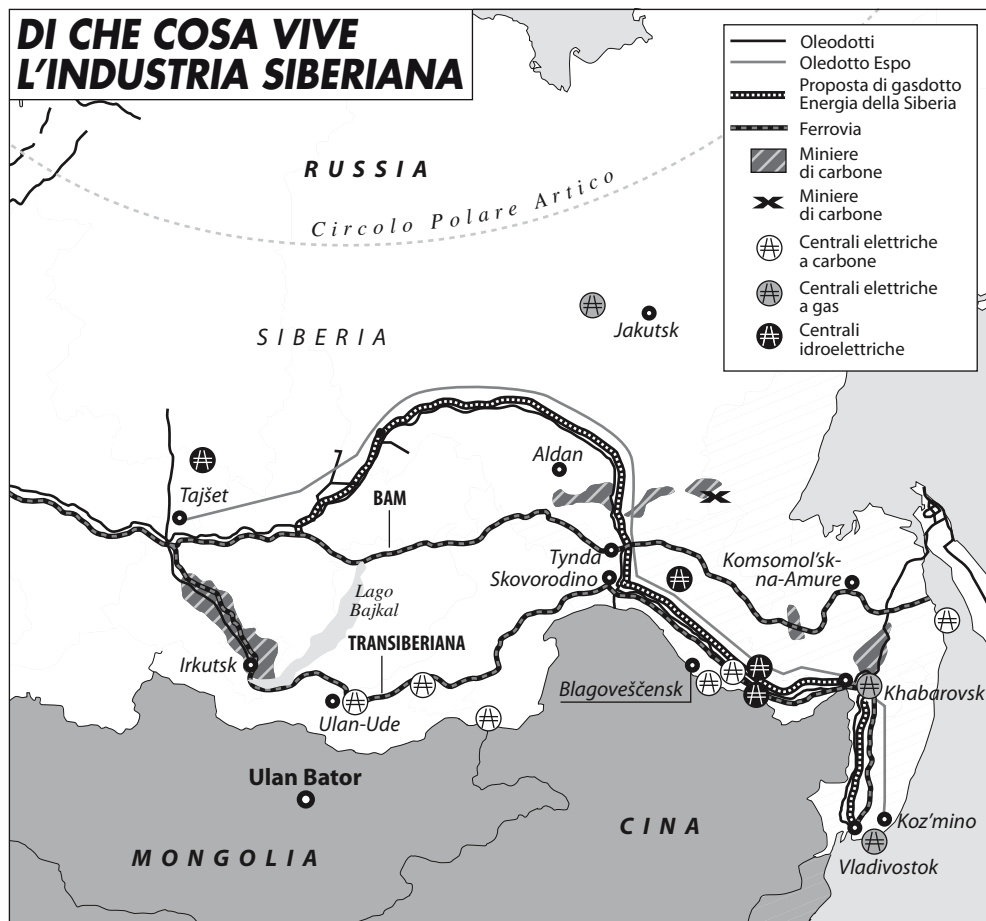 DI CHE COSA VIVE
L'INDUSTRIA SIBERIANA
Oleodotti
Oledotto Espo
Proposta di gasdotto
Energia della Siberia
Ferrovia
Miniere
di carbone
Miniere
di carbone
Centrali elettriche
a carbone
Centrali elettriche
a gas
Centrali
idroelettriche
RUSSIA
Circolo Polare Artico
SIBERIA
Jakutsk
Aldan
Tajšet
BAM
Tynda
Skovorodino
Komsomol'sk-
na-Amure
Lago
Bajkal
TRANSIBERIANA
Irkutsk
Ulan-Ude
Blagoveščensk
Khabarovsk
Ulan Bator
MONGOLIA
CINA
Koz'mino
Vladivostok